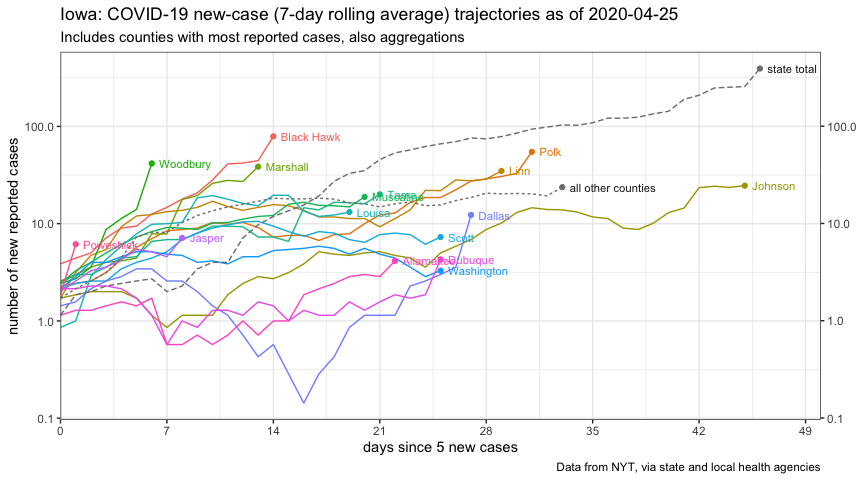 Iowa: COVID-19 new-case (7-day rolling average) trajectories as of 2020-04-25
Includes counties with most reported cases, also aggregations
number of new reported cases
100.0
10.0
1.0
0.1
100.0
10.0
1.0
0.1
state total
Black Hawk
Polk
Woodbury
Marshall
Linn
all other counties
Johnson
Tama
Muscatine
Louisa
Dallas
Poweshiek
Jasper
Scott
Allamakee
Dubuque
Washington
0
7
14
21
28
35
42
49
days since 5 new cases
Data from NYT, via state and local health agencies